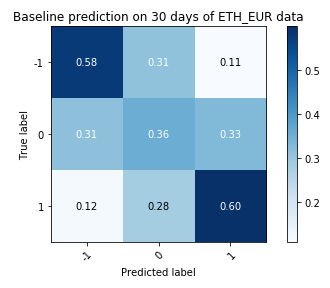 Baseline prediction on 30 days of ETH_EUR data
-1 0.58 0.31 0.11
0 0.31 0.36 0.33
1 0.12 0.28 0.60
-1 0 1
True label
Predicted label
0.5
0.4
0.3
0.2